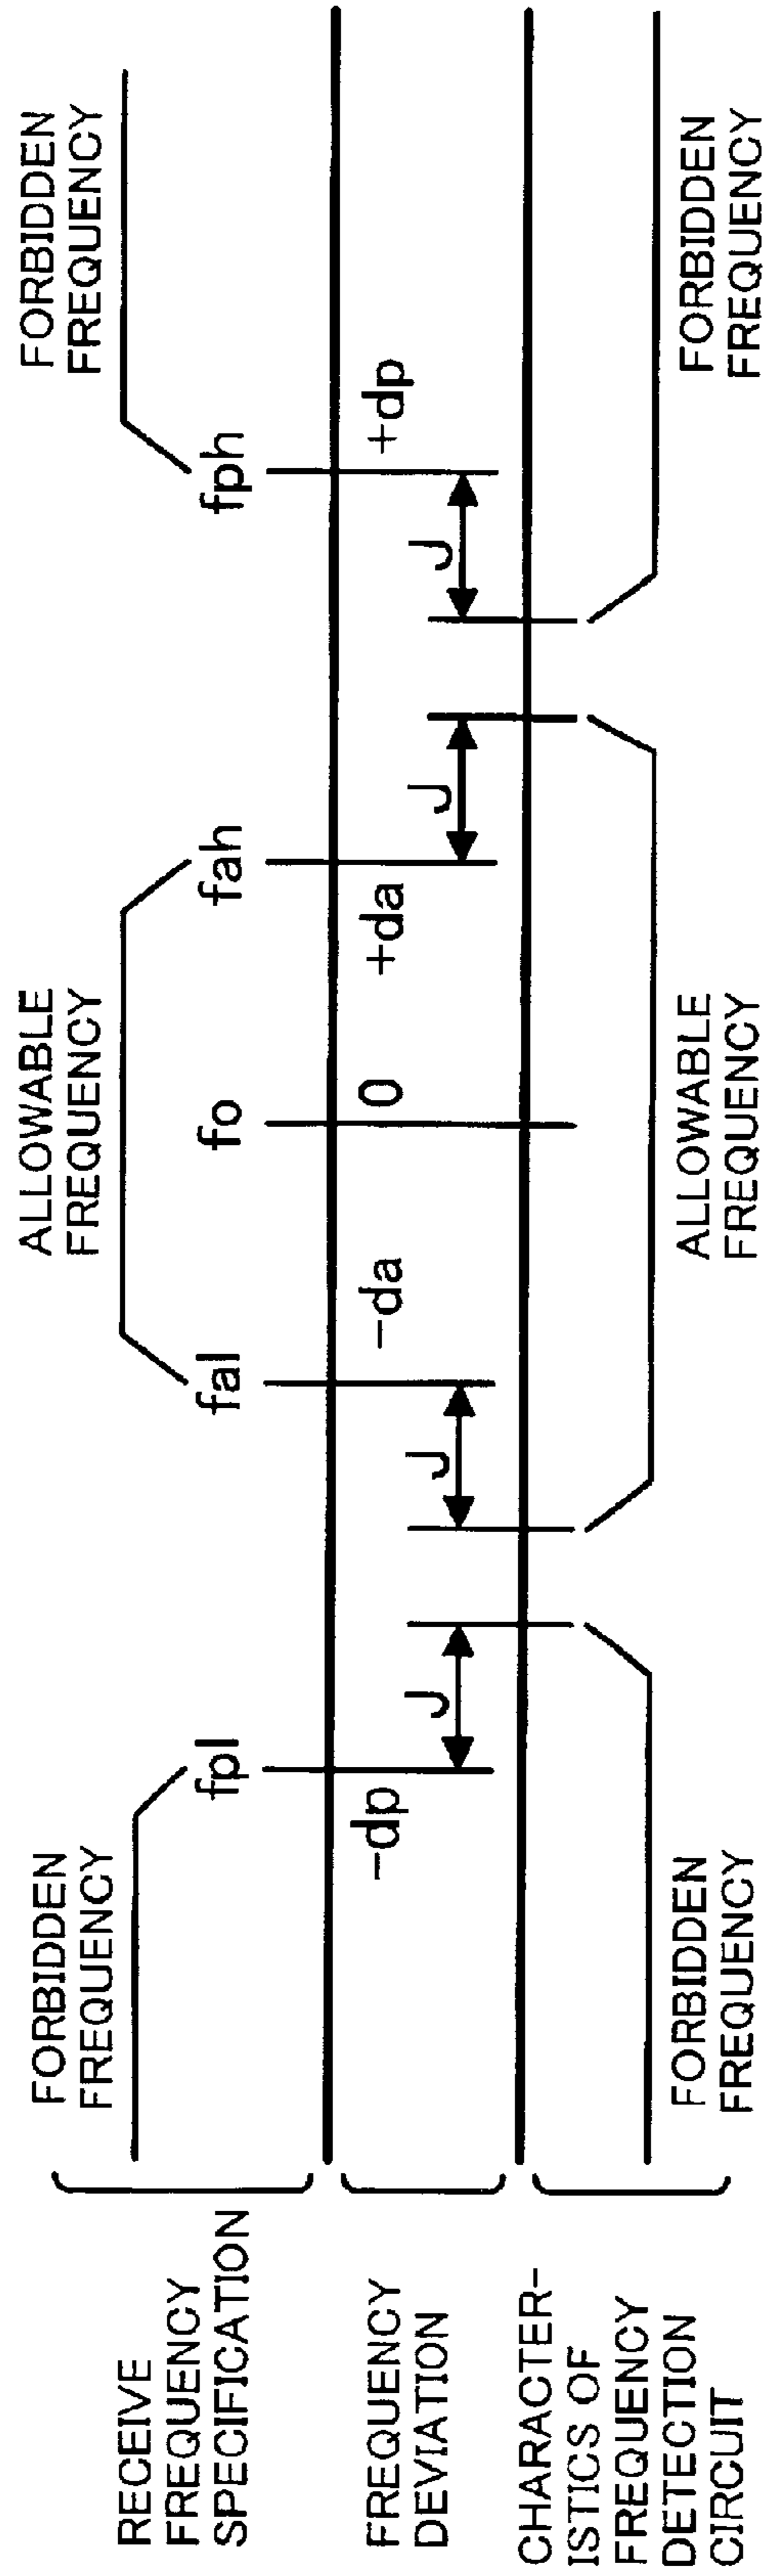 RECEIVE
FREQUENCY
SPECIFICATION
FORBIDDEN
FREQUENCY
ALLOWABLE
FREQUENCY
FORBIDDEN
FREQUENCY
fpl
fal
fo
fah
fph
FREQUENCY
DEVIATION
-dp
-da
0
+da
+dp
J
J
J
J
CHARACTER-
ISTICS OF
FREQUENCY
DETECTION
CIRCUIT
FORBIDDEN
FREQUENCY
ALLOWABLE
FREQUENCY
FORBIDDEN
FREQUENCY